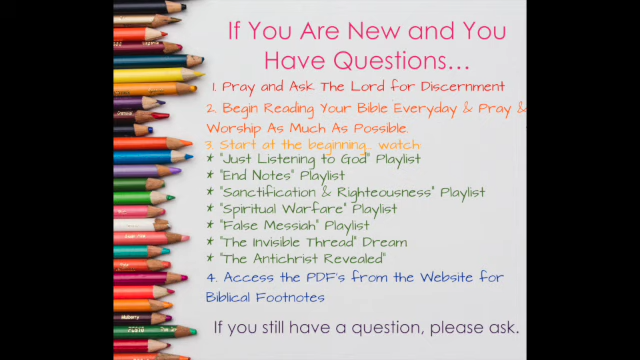 If You Are New and You
Have Questions...
1. Pray and Ask The Lord for Discernment
2. Begin Reading Your Bible Everyday & Pray &
Worship As Much As Possible.
3. Start at the beginning... watch:
* "Just Listening to God" Playlist
* "End Notes" Playlist
* "Sanctification & Righteousness" Playlist
* "Spiritual Warfare" Playlist
* "False Messiah" Playlist
* "The Invisible Thread" Dream
* "The Antichrist Revealed"
4. Access the PDF's from the Website for
Biblical Footnotes
If you still have a question, please ask.